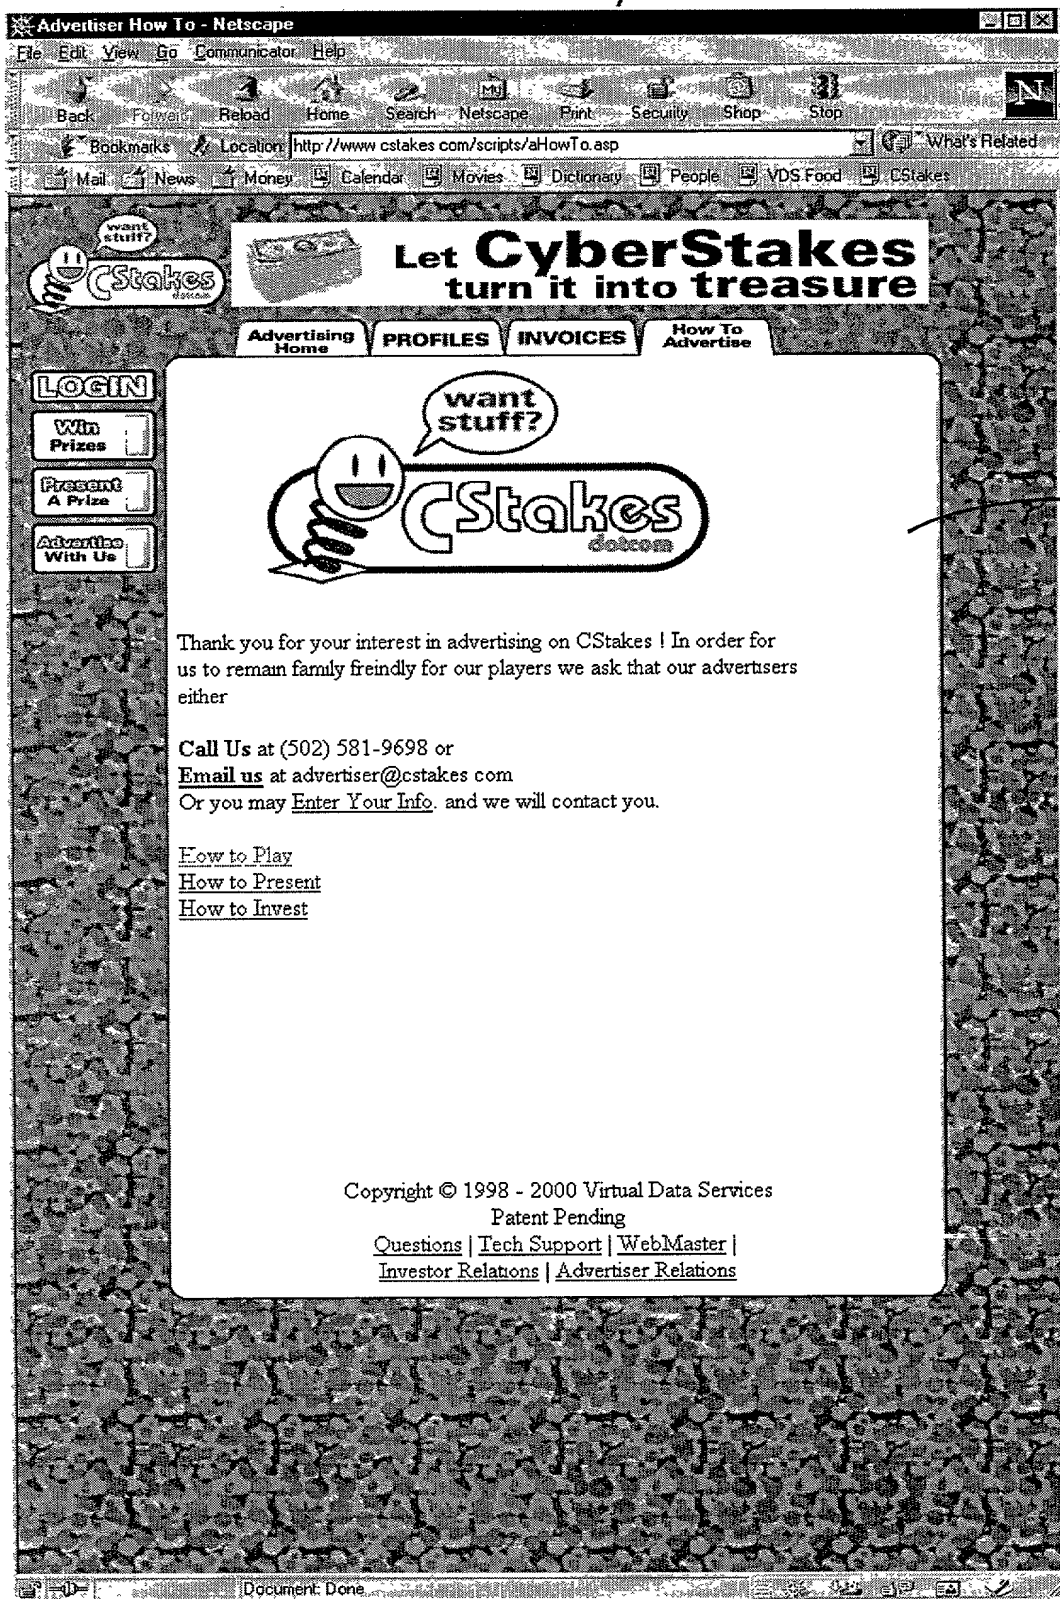 Advertiser How To - Netscape
File Edit View Go Communicator Help
Back Forward Reload Home Search Netscape Print Security Shop Stop
N
Bookmarks Location: http://www cstakes com/scripts/aHowTo.asp What's Related
Mail News Money Calendar Movies Dictionary People VDS Food CStakes
want
stuff?
CStakes
dotcom
Let CyberStakes
turn it into treasure
Advertising
Home
PROFILES
INVOICES
How To
Advertise
LOGIN
Win
Prizes
Present
A Prize
Advertise
With Us
want
stuff?
CStakes
dotcom
Thank you for your interest in advertising on CStakes ! In order for
us to remain family freindly for our players we ask that our advertisers
either
Call Us at (502) 581-9698 or
Email us at advertiser@cstakes com
Or you may Enter Your Info. and we will contact you.
How to Play
How to Present
How to Invest
Copyright © 1998 - 2000 Virtual Data Services
Patent Pending
Questions | Tech Support | WebMaster |
Investor Relations | Advertiser Relations
Document: Done